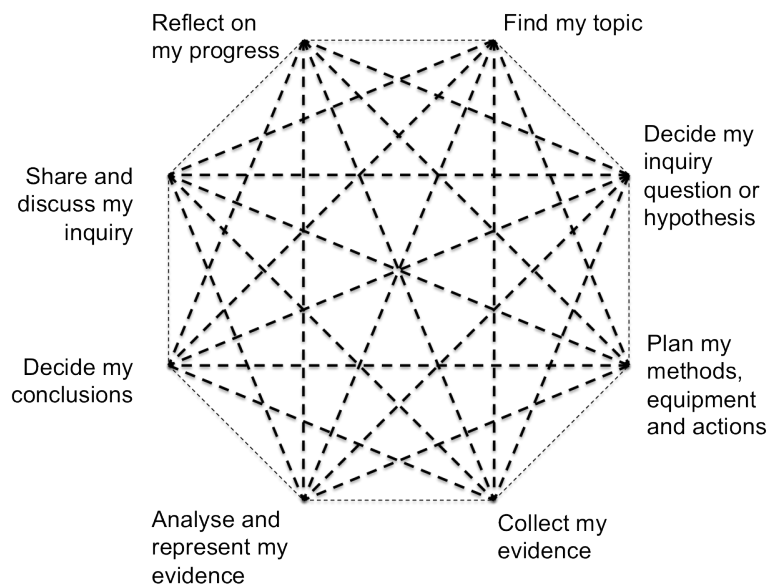 Reflect on
my progress
Find my topic
Decide my
inquiry
question or
hypothesis
Share and
discuss my
inquiry
Plan my
methods,
equipment
and actions
Decide my
conclusions
Analyse and
represent my
evidence
Collect my
evidence